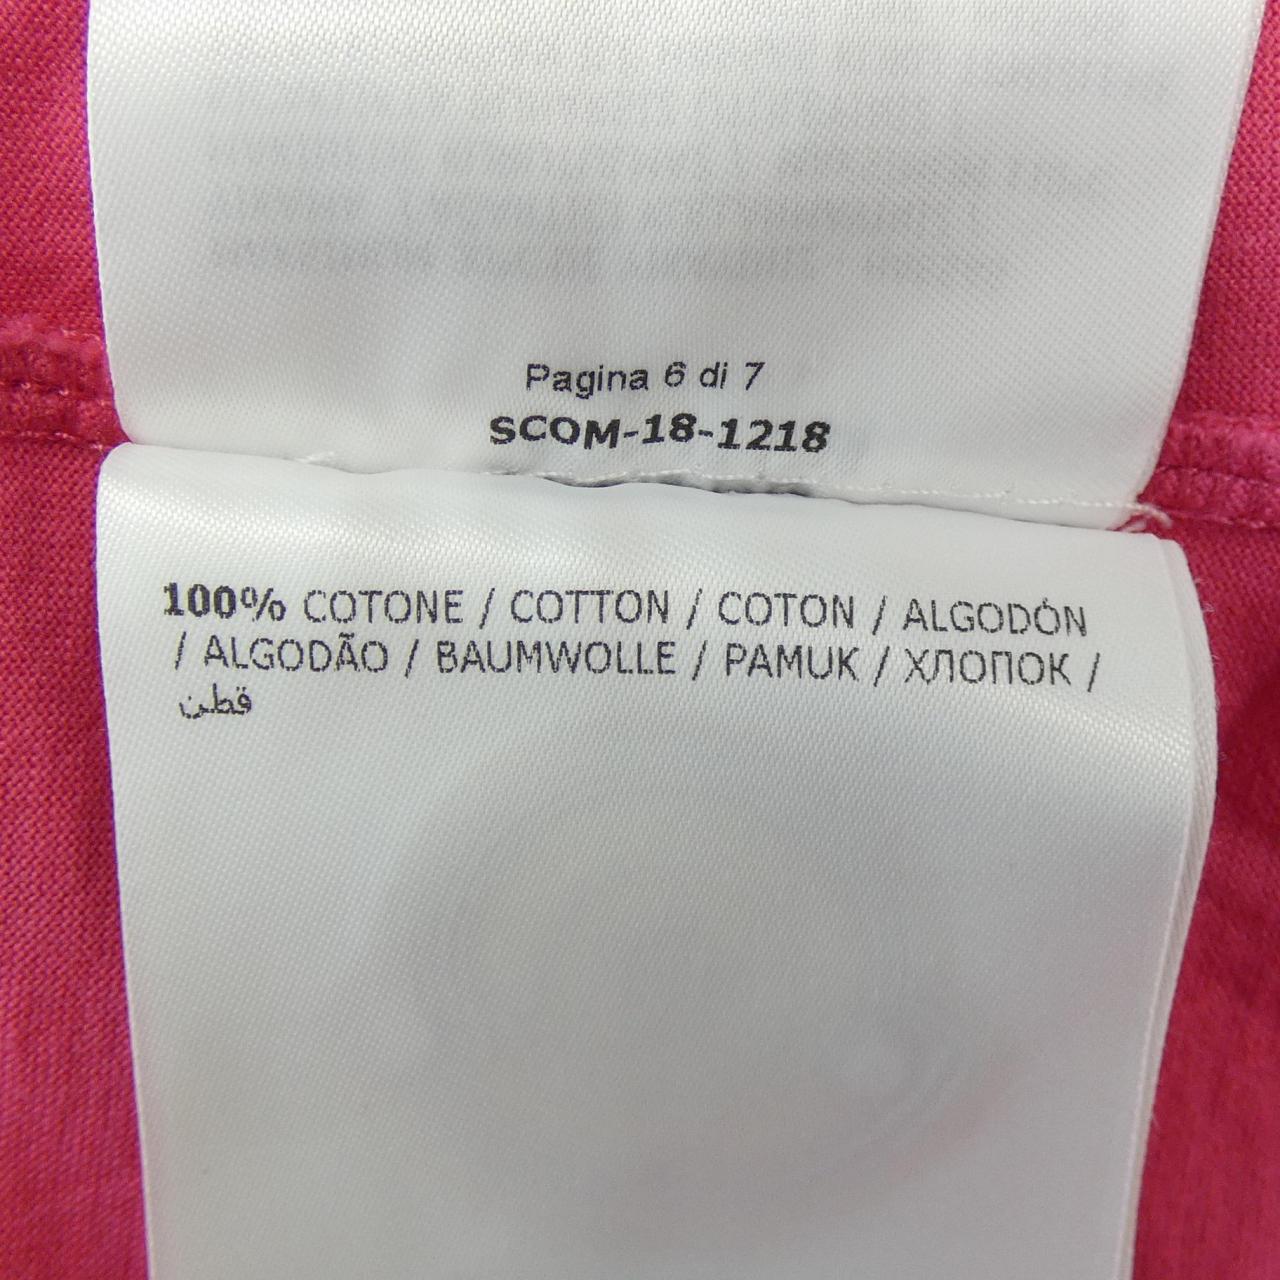 Pagina 6 di 7
SCOM-18-1218
100% COTONE / COTTON / COTON / ALGODÓN
/ ALGODÃO / BAUMWOLLE / PAMUK / ХЛОПОК /
قطن